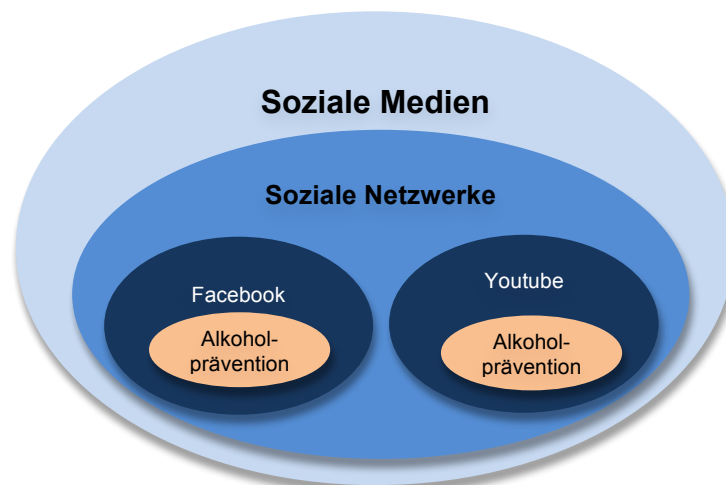 Soziale Medien
Soziale Netzwerke
Facebook
Alkohol-
prävention
Youtube
Alkohol-
prävention